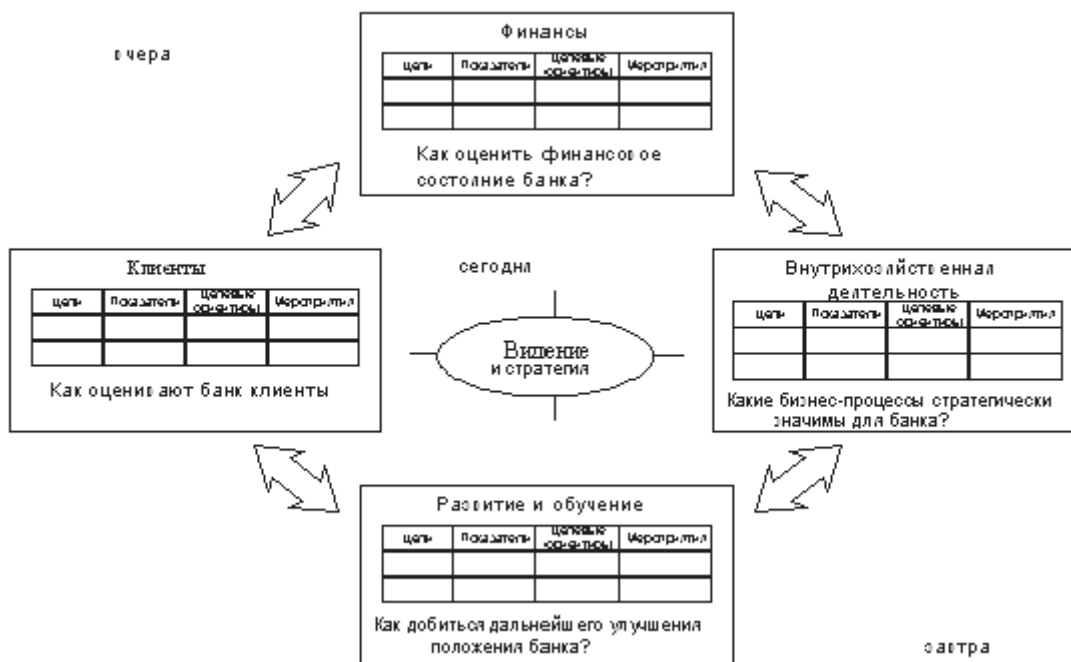 вчера
Финансы
Цели Показатели Целевые ориентиры Мероприятия
Как оценить финансовое
состояние банка?
Клиенты
Цели Показатели Целевые ориентиры Мероприятия
Как оценивают банк клиенты
сегодня
Видение
и стратегия
Внутрихозяйственная
деятельность
Цели Показатели Целевые ориентиры Мероприятия
Какие бизнес-процессы стратегически
значимы для банка?
Развитие и обучение
Цели Показатели Целевые ориентиры Мероприятия
Как добиться дальнейшего улучшения
положения банка?
завтра